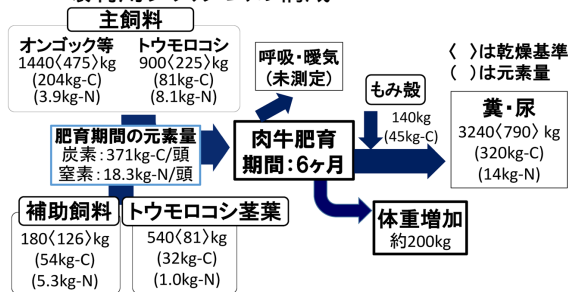 主飼料
オンゴック等
1440〈475〉kg
(204kg-C)
(3.9kg-N)
トウモロコシ
900〈225〉kg
(81kg-C)
(8.1kg-N)
呼吸・曖気
(未測定)
〈　〉は乾燥基準
(　)は元素量
もみ殻
140kg
(45kg-C)
肥育期間の元素量
炭素:371kg-C/頭
窒素:18.3kg-N/頭
肉牛肥育
期間:6ヶ月
糞・尿
3240〈790〉kg
(320kg-C)
(14kg-N)
補助飼料
180〈126〉kg
(54kg-C)
(5.3kg-N)
トウモロコシ茎葉
540〈81〉kg
(32kg-C)
(1.0kg-N)
体重増加
約200kg